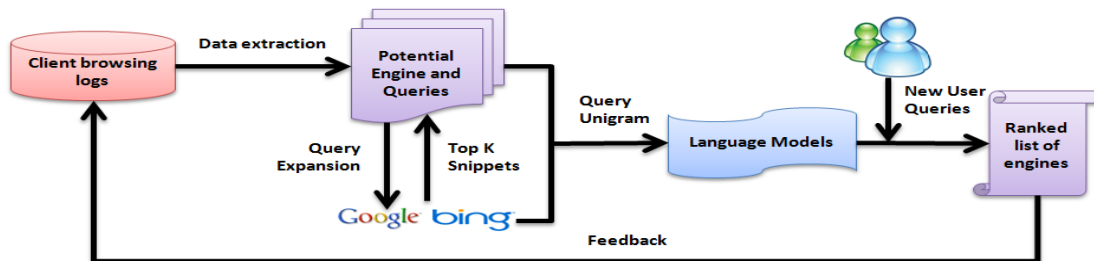 Client browsing
logs
Data extraction
Potential
Engine and
Queries
Query
Expansion
Top K
Snippets
Google
bing
Query
Unigram
Language Models
New User
Queries
Ranked
list of
engines
Feedback